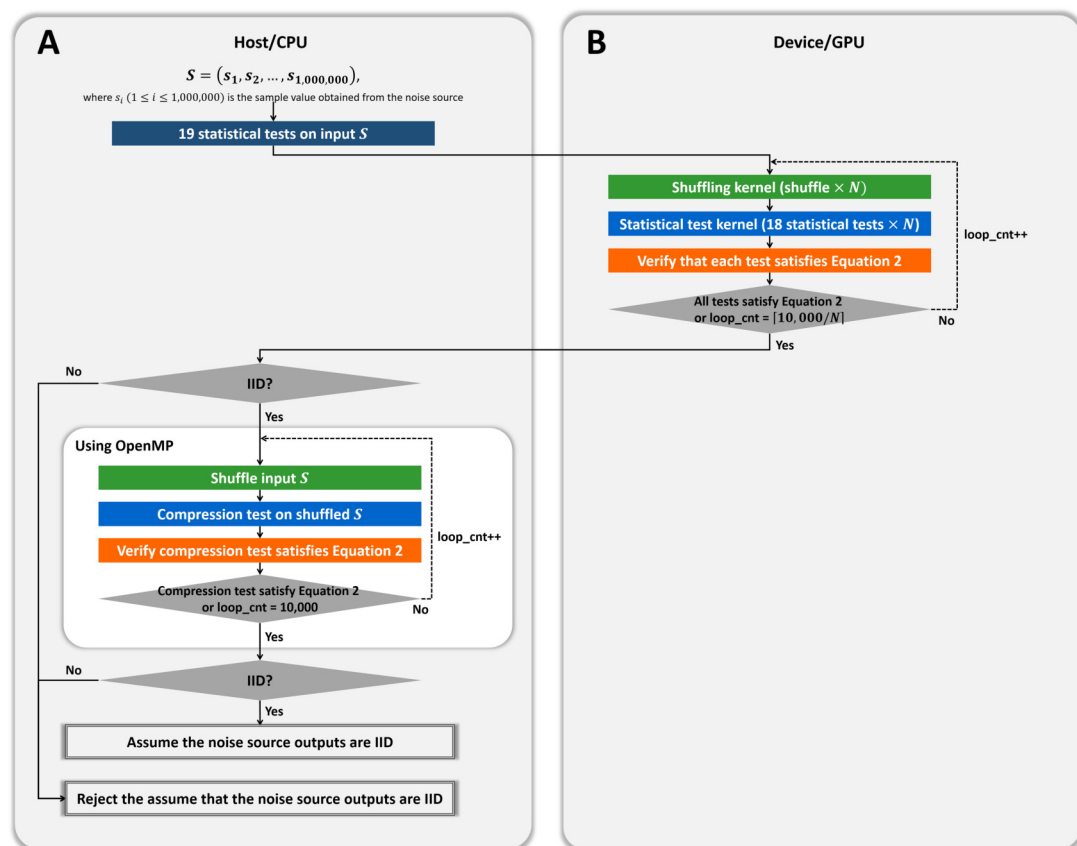 A
Host/CPU
S = (s₁, s₂, ..., s₁,₀₀₀,₀₀₀),
where sᵢ (1 ≤ i ≤ 1,000,000) is the sample value obtained from the noise source
19 statistical tests on input S
No
IID?
Yes
Using OpenMP
Shuffle input S
Compression test on shuffled S
Verify compression test satisfies Equation 2
loop_cnt++
Compression test satisfy Equation 2
or loop_cnt = 10,000
No
Yes
No
IID?
Yes
Assume the noise source outputs are IID
Reject the assume that the noise source outputs are IID
B
Device/GPU
Shuffling kernel (shuffle × N)
Statistical test kernel (18 statistical tests × N)
loop_cnt++
Verify that each test satisfies Equation 2
All tests satisfy Equation 2
or loop_cnt = ⌈10,000/N⌉
No
Yes